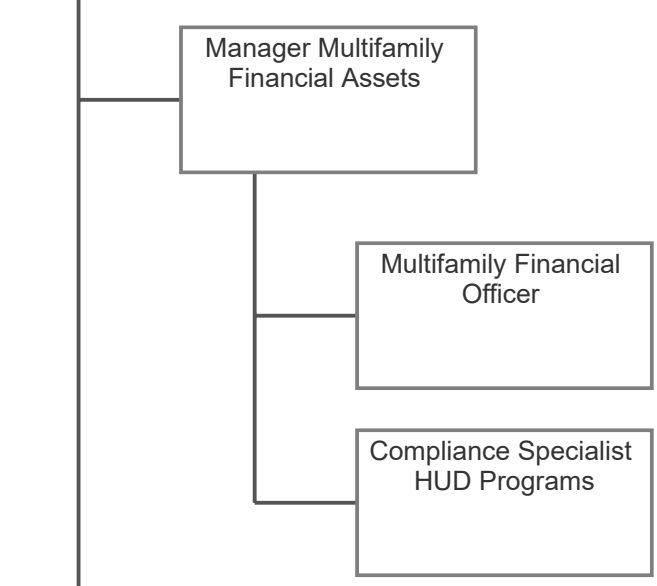 Manager Multifamily
Financial Assets
Multifamily Financial
Officer
Compliance Specialist
HUD Programs